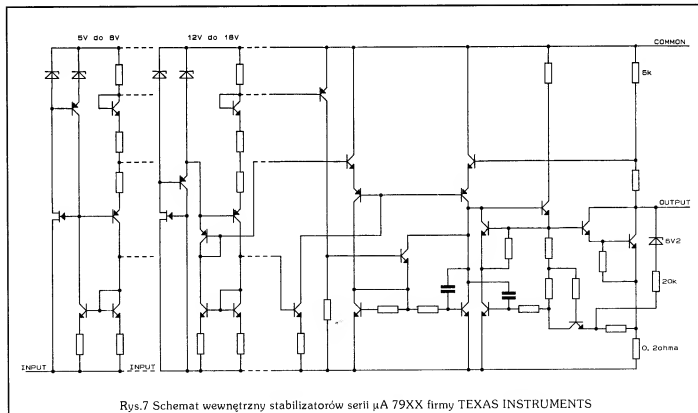 5V do 8V
12V do 18V
COMMON
5k
OUTPUT
6V2
20k
0,2ohma
INPUT
INPUT
Rys.7 Schemat wewnętrzny stabilizatorów serii µA 79XX firmy TEXAS INSTRUMENTS